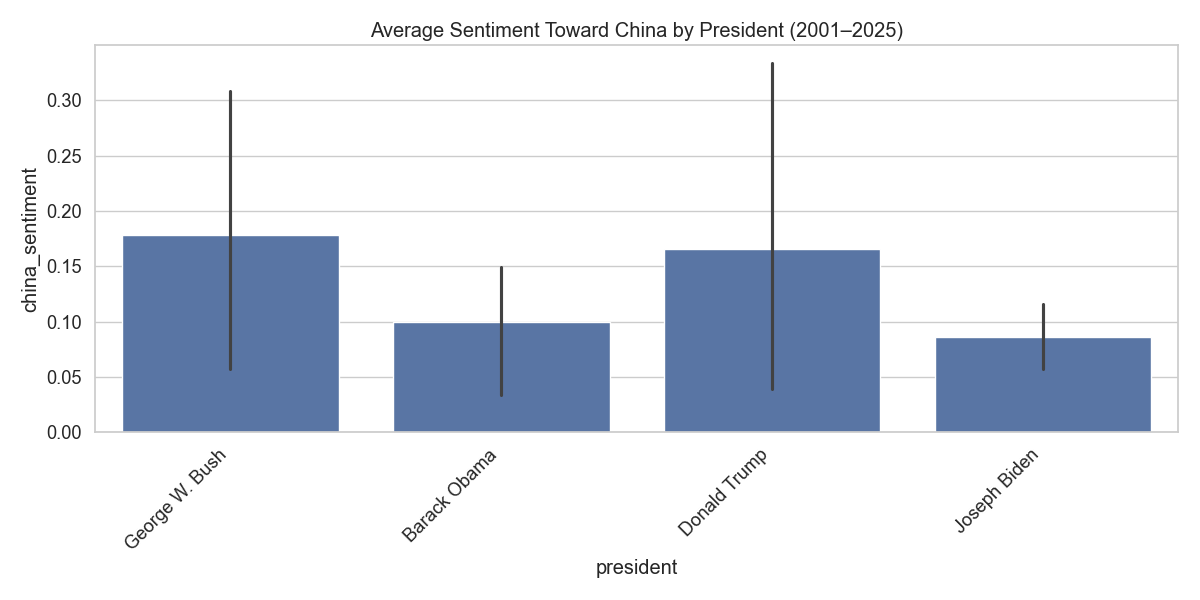 Average Sentiment Toward China by President (2001–2025)
china_sentiment
0.30
0.25
0.20
0.15
0.10
0.05
0.00
George W. Bush
Barack Obama
Donald Trump
Joseph Biden
president